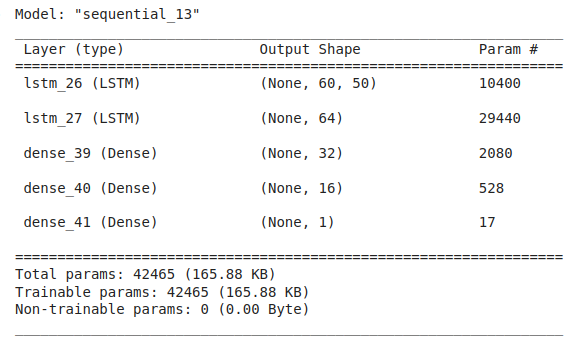 Model: "sequential_13"
Layer (type) Output Shape Param #
lstm_26 (LSTM) (None, 60, 50) 10400
lstm_27 (LSTM) (None, 64) 29440
dense_39 (Dense) (None, 32) 2080
dense_40 (Dense) (None, 16) 528
dense_41 (Dense) (None, 1) 17
Total params: 42465 (165.88 KB)
Trainable params: 42465 (165.88 KB)
Non-trainable params: 0 (0.00 Byte)